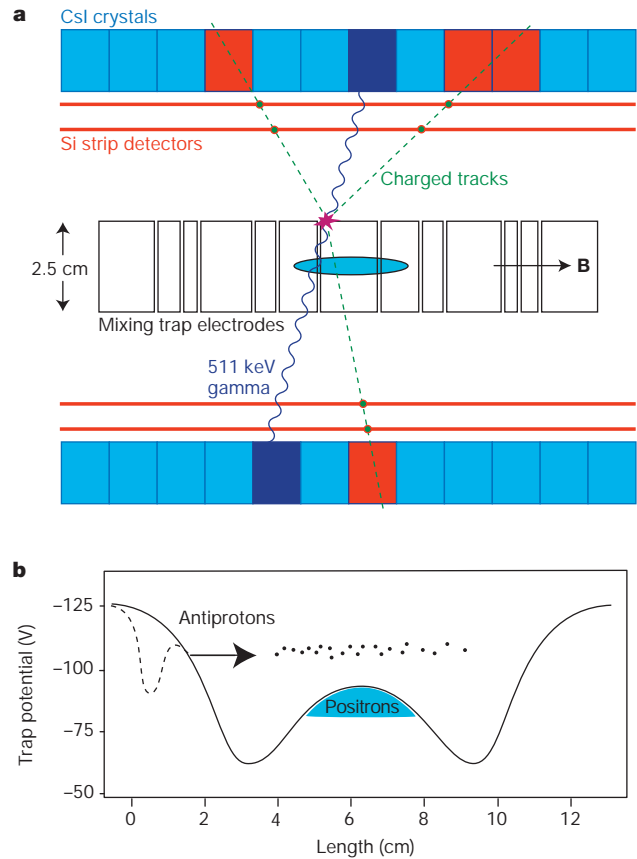 a
CsI crystals
Si strip detectors
Charged tracks
2.5 cm
B
Mixing trap electrodes
511 keV
gamma
b
–125
Antiprotons
–100
Trap potential (V)
Positrons
–75
–50
0 2 4 6 8 10 12
Length (cm)